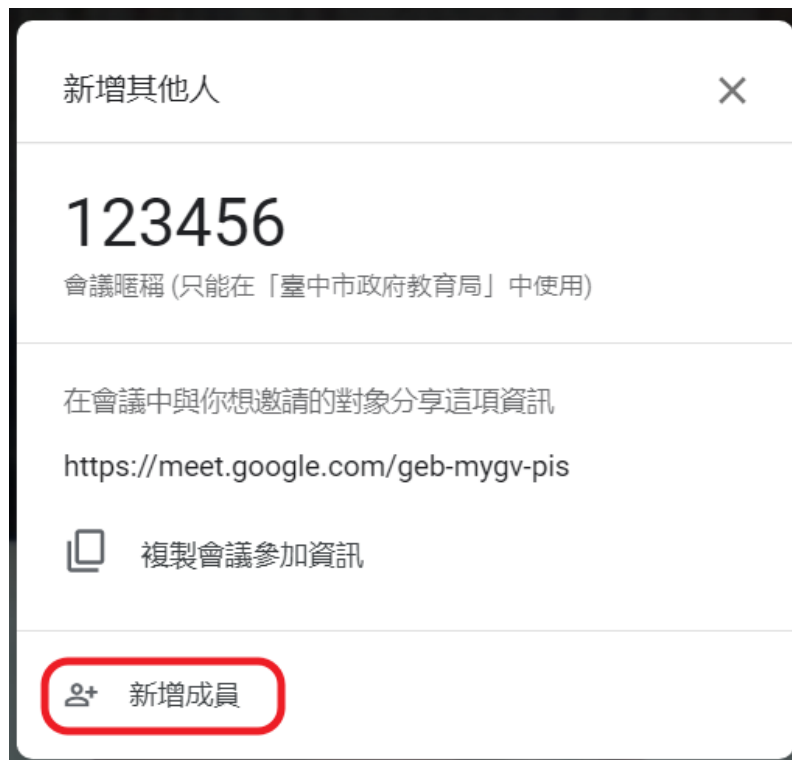 新增其他人
123456
會議暱稱 (只能在「臺中市政府教育局」中使用)
在會議中與你想邀請的對象分享這項資訊
https://meet.google.com/geb-mygv-pis
複製會議參加資訊
新增成員